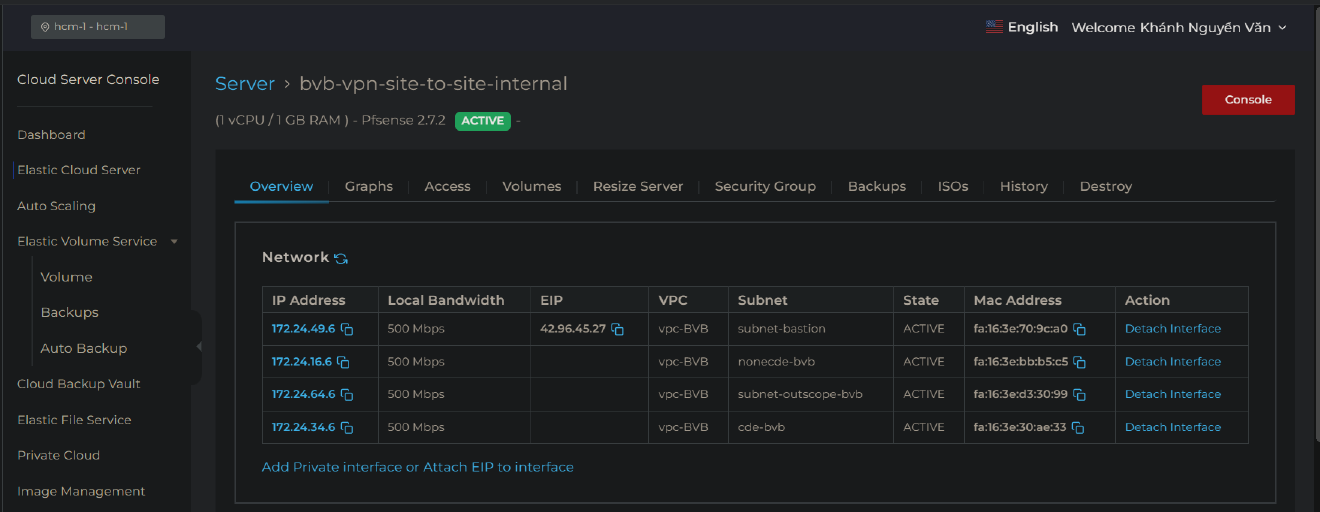 hcm-1 - hcm-1
English Welcome Khánh Nguyễn Văn
Cloud Server Console
Dashboard
Elastic Cloud Server
Auto Scaling
Elastic Volume Service
Volume
Backups
Auto Backup
Cloud Backup Vault
Elastic File Service
Private Cloud
Image Management
Server > bvb-vpn-site-to-site-internal
Console
(1 vCPU / 1 GB RAM ) - Pfsense 2.7.2 ACTIVE -
Overview Graphs Access Volumes Resize Server Security Group Backups ISOs History Destroy
Network
IP Address Local Bandwidth EIP VPC Subnet State Mac Address Action
172.24.49.6 500 Mbps 42.96.45.27 vpc-BVB subnet-bastion ACTIVE fa:16:3e:70:9c:a0 Detach Interface
172.24.16.6 500 Mbps vpc-BVB nonecde-bvb ACTIVE fa:16:3e:bb:b5:c5 Detach Interface
172.24.64.6 500 Mbps vpc-BVB subnet-outscope-bvb ACTIVE fa:16:3e:d3:30:99 Detach Interface
172.24.34.6 500 Mbps vpc-BVB cde-bvb ACTIVE fa:16:3e:30:ae:33 Detach Interface
Add Private interface or Attach EIP to interface